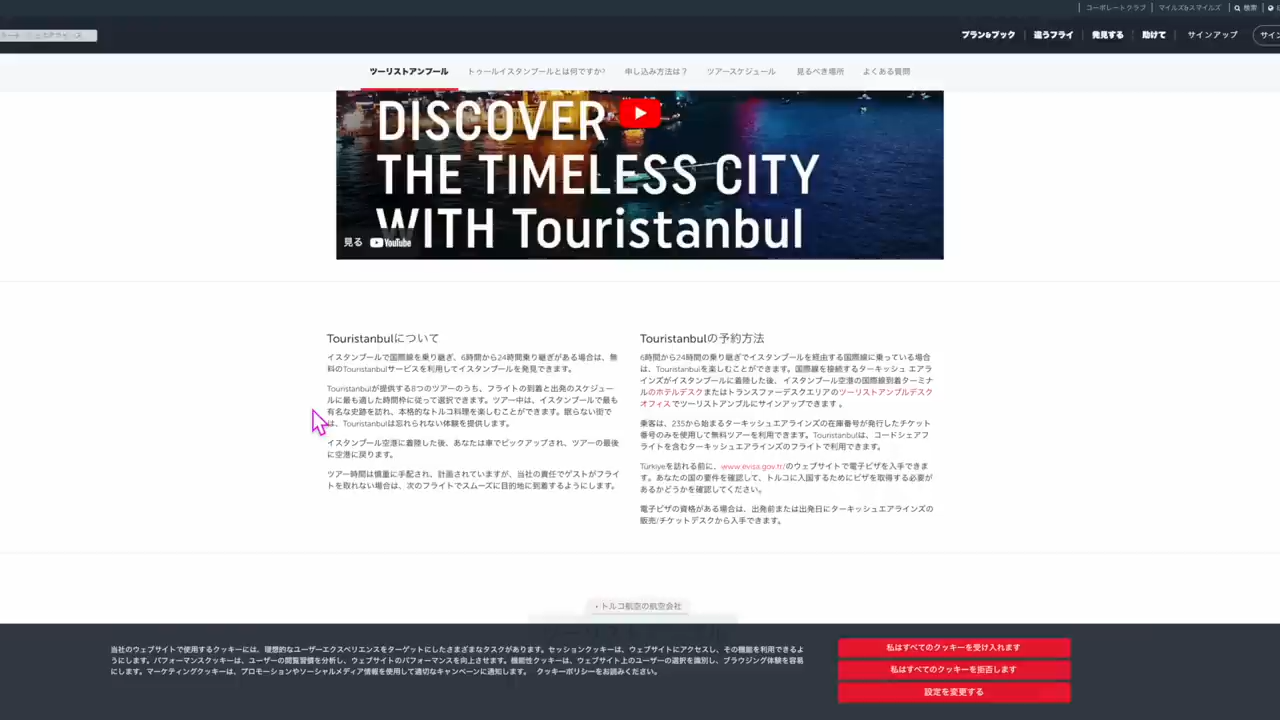 コーポレートクラブ
マイルズ&スマイルズ
検索
プラン&ブック
違うフライ
発見する
助けて
サインアップ
サイン
ツーリストアンブール
トゥールイスタンブールとは何ですか?
申し込み方法は？
ツアースケジュール
見るべき場所
よくある質問
DISCOVER
THE TIMELESS CITY
WITH Touristanbul
見る YouTube
Touristanbulについて
イスタンブールで国際線を乗り継ぎ、6時間から24時間乗り継ぎがある場合は、無
料のTouristanbulサービスを利用してイスタンブールを発見できます。
Touristanbulが提供する8つのツアーのうち、フライトの到着と出発のスケジュー
ルに最も適した時間枠に従って選択できます。ツアー中は、イスタンブールで最も
有名な史跡を訪れ、本格的なトルコ料理を楽しむことができます。眠らない街で
は、Touristanbulは忘れられない体験を提供します。
イスタンブール空港に着陸した後、あなたは車でピックアップされ、ツアーの最後
に空港に戻ります。
ツアー時間は慎重に手配され、計画されていますが、当社の責任でゲストがフライ
トを取れない場合は、次のフライトでスムーズに目的地に到着するようにします。
Touristanbulの予約方法
6時間から24時間の乗り継ぎでイスタンブールを経由する国際線に乗っている場合
は、Touristanbulを楽しむことができます。国際線を接続するターキッシュ エアラ
インズがイスタンブールに着陸した後、 イスタンブール空港の国際線到着ターミナ
ルのホテルデスクまたはトランスファーデスクエリアのツーリストアンブルデスク
オフィスでツーリストアンブルにサインアップできます 。
乗客は、235から始まるターキッシュエアラインズの在庫番号が発行したチケット
番号のみを使用して無料ツアーを利用できます。Touristanbulは、コードシェアフ
ライトを含むターキッシュエアラインズのフライトで利用できます。
Türkiyeを訪れる前に、www.evisa.gov.tr/のウェブサイトで電子ビザを入手できま
す。あなたの国の要件を確認して、トルコに入国するためにビザを取得する必要が
あるかどうかを確認してください。
電子ビザの資格がある場合は、出発前または出発日にターキッシュエアラインズの
販売/チケットデスクから入手できます。
・トルコ航空の航空会社
当社のウェブサイトで使用するクッキーには、理想的なユーザーエクスペリエンスをターゲットにしたさまざまなタスクがあります。セッションクッキーは、ウェブサイトにアクセスし、その機能を利用できるよ
うにします。パフォーマンスクッキーは、ユーザーの閲覧習慣を分析し、ウェブサイトのパフォーマンスを向上させます。機能性クッキーは、ウェブサイト上のユーザーの選択を識別し、ブラウジング体験を容易
にします。マーケティングクッキーは、プロモーションやソーシャルメディア情報を使用して適切なキャンペーンに通知します。 クッキーポリシーをお読みください。
私はすべてのクッキーを受け入れます
私はすべてのクッキーを拒否します
設定を変更する